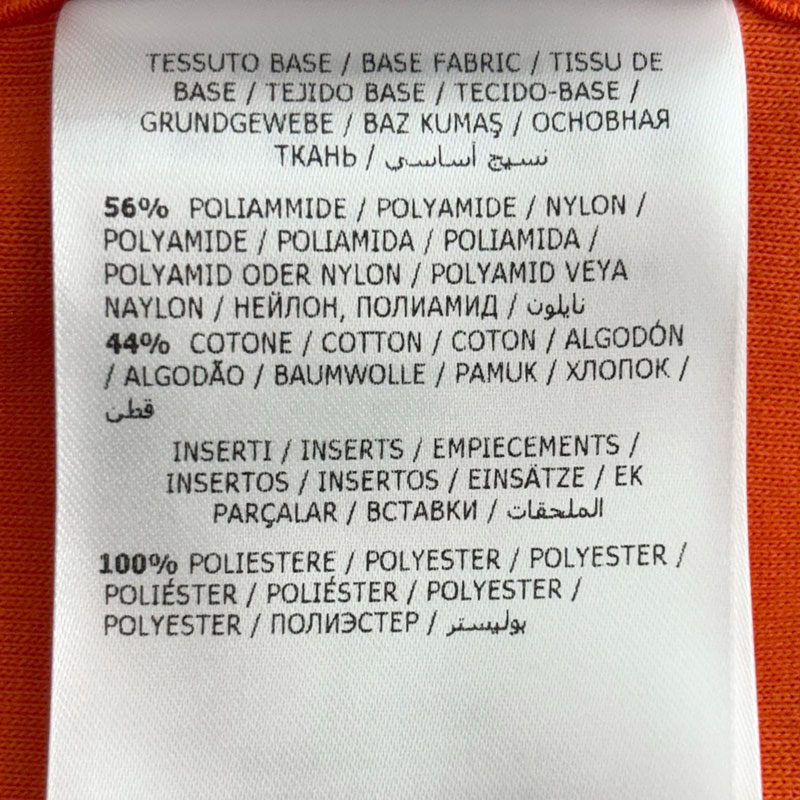 TESSUTO BASE / BASE FABRIC / TISSU DE
BASE / TEJIDO BASE / TECIDO-BASE /
GRUNDGEWEBE / BAZ KUMAŞ / ОСНОВНАЯ
ТКАНЬ / نسيج أساسي
56% POLIAMMIDE / POLYAMIDE / NYLON /
POLYAMIDE / POLIAMIDA / POLIAMIDA /
POLYAMID ODER NYLON / POLYAMID VEYA
NAYLON / НЕЙЛОН, ПОЛИАМИД / نايلون
44% COTONE / COTTON / COTON / ALGODÓN
/ ALGODÃO / BAUMWOLLE / PAMUK / ХЛОПОК /
قطن
INSERTI / INSERTS / EMPIECEMENTS /
INSERTOS / INSERTOS / EINSÄTZE / EK
PARÇALAR / ВСТАВКИ / الملحقات
100% POLIESTERE / POLYESTER / POLYESTER /
POLIÉSTER / POLIÉSTER / POLYESTER /
POLYESTER / ПОЛИЭСТЕР / بوليستر